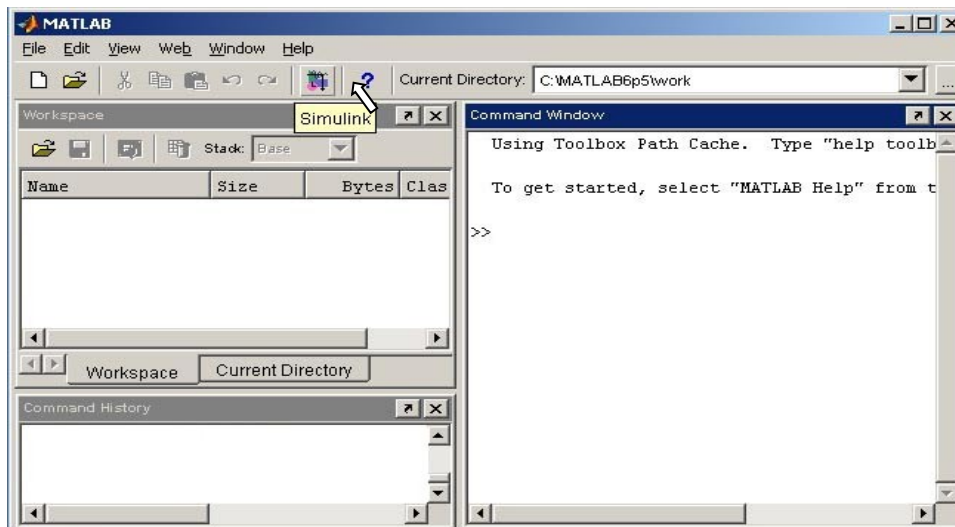 MATLAB
File Edit View Web Window Help
Current Directory: C:\MATLAB6p5\work
...
Simulink
Workspace
Stack: Base
Name Size Bytes Clas
Workspace Current Directory
Command History
Command Window
Using Toolbox Path Cache. Type "help toolb
To get started, select "MATLAB Help" from t
>>